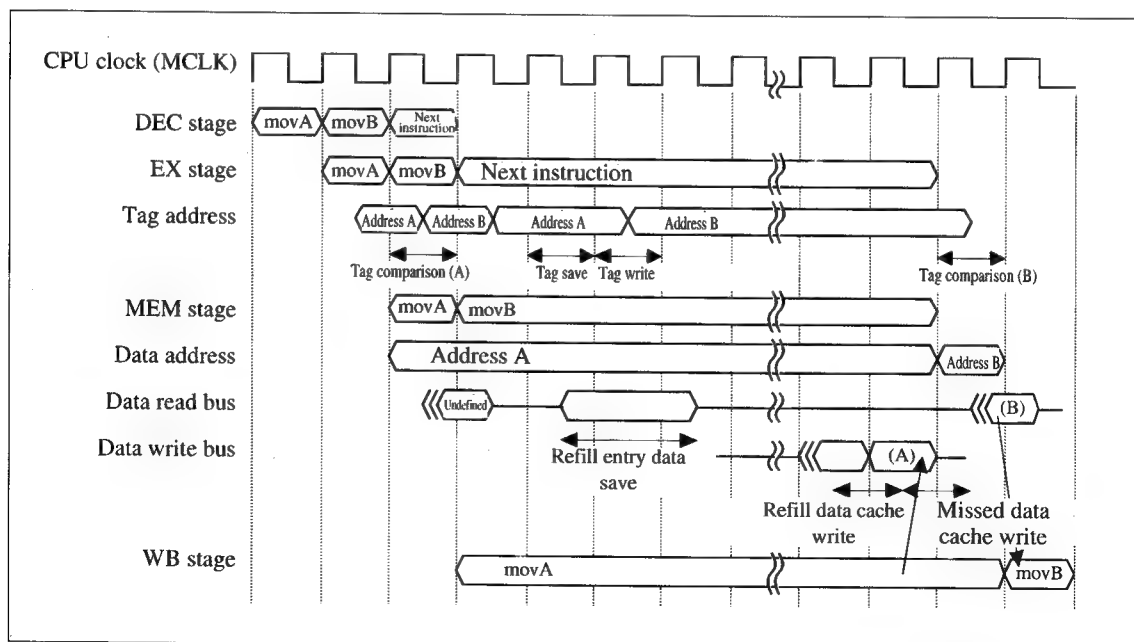 CPU clock (MCLK)
DEC stage
movA
movB
Next
instruction
EX stage
movA
movB
Next instruction
Tag address
Address A
Address B
Address A
Address B
Tag comparison (A)
Tag save
Tag write
Tag comparison (B)
MEM stage
movA
movB
Data address
Address A
Address B
Data read bus
Undefined
(B)
Data write bus
Refill entry data
save
(A)
Refill data cache
write
Missed data
cache write
WB stage
movA
movB